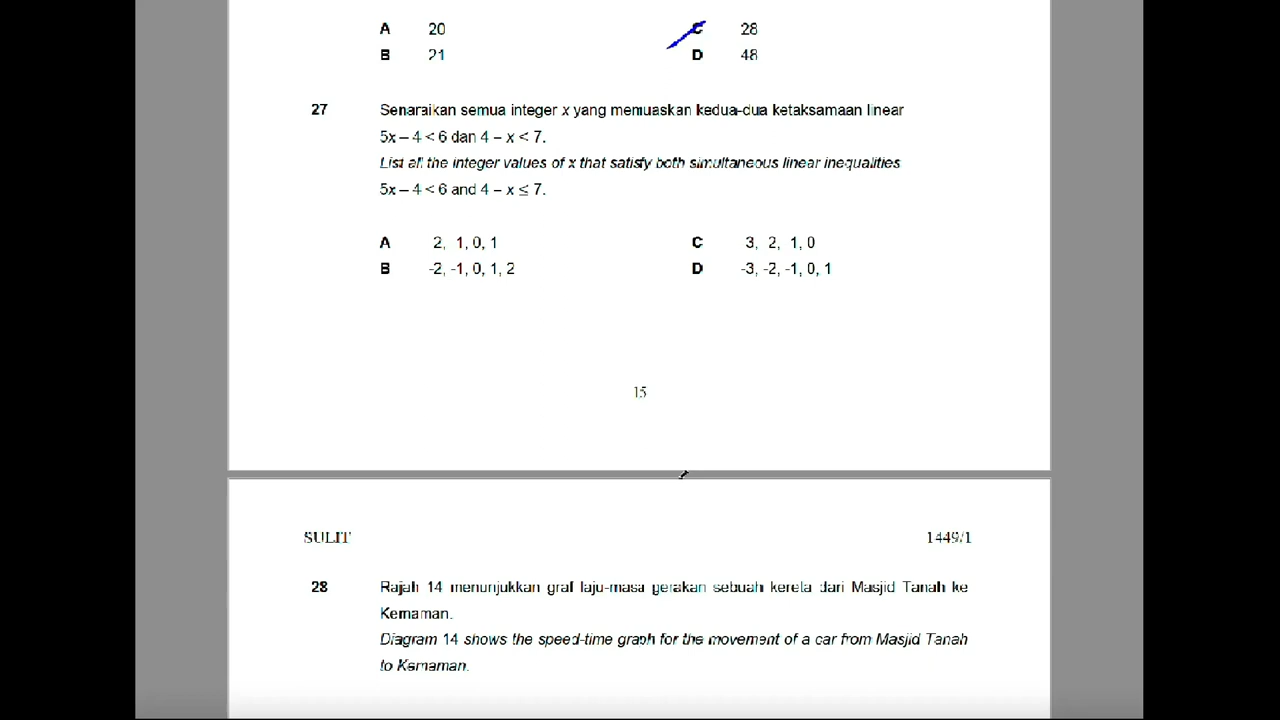 A 20 C 28
B 21 D 48
27 Senaraikan semua integer x yang memuaskan kedua-dua ketaksamaan linear
5x – 4 < 6 dan 4 – x < 7.
List all the integer values of x that satisfy both simultaneous linear inequalities
5x – 4 < 6 and 4 – x ≤ 7.
A 2, 1, 0, 1 C 3, 2, 1, 0
B -2, -1, 0, 1, 2 D -3, -2, -1, 0, 1
15
SULIT 1449/1
28 Rajah 14 menunjukkan graf laju-masa gerakan sebuah kereta dari Masjid Tanah ke
Kemaman.
Diagram 14 shows the speed-time graph for the movement of a car from Masjid Tanah
to Kemaman.